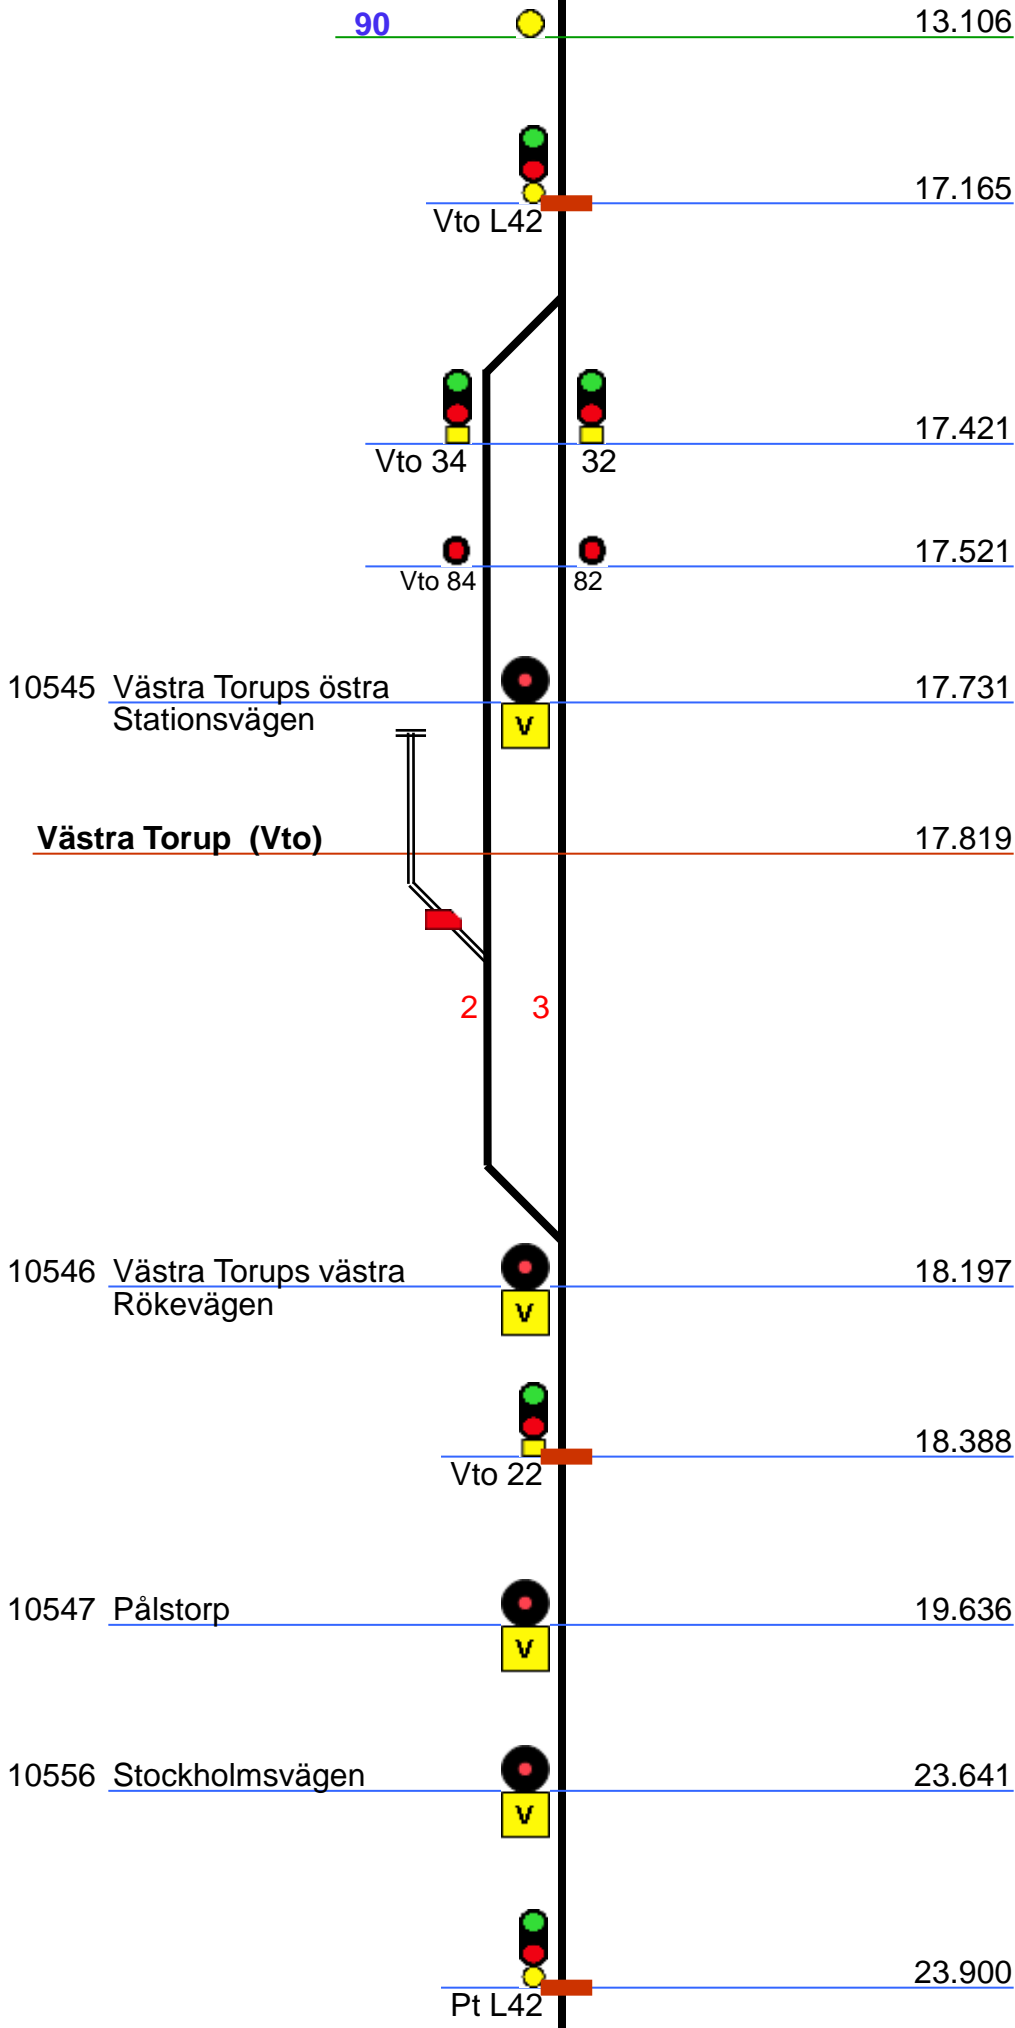 90 13.106
17.165
Vto L42
17.421
Vto 34 32
17.521
Vto 84 82
10545 Västra Torups östra 17.731
Stationsvägen
V
Västra Torup (Vto) 17.819
2 3
10546 Västra Torups västra 18.197
Rökevägen
V
18.388
Vto 22
10547 Pålstorp 19.636
V
10556 Stockholmsvägen 23.641
V
23.900
Pt L42